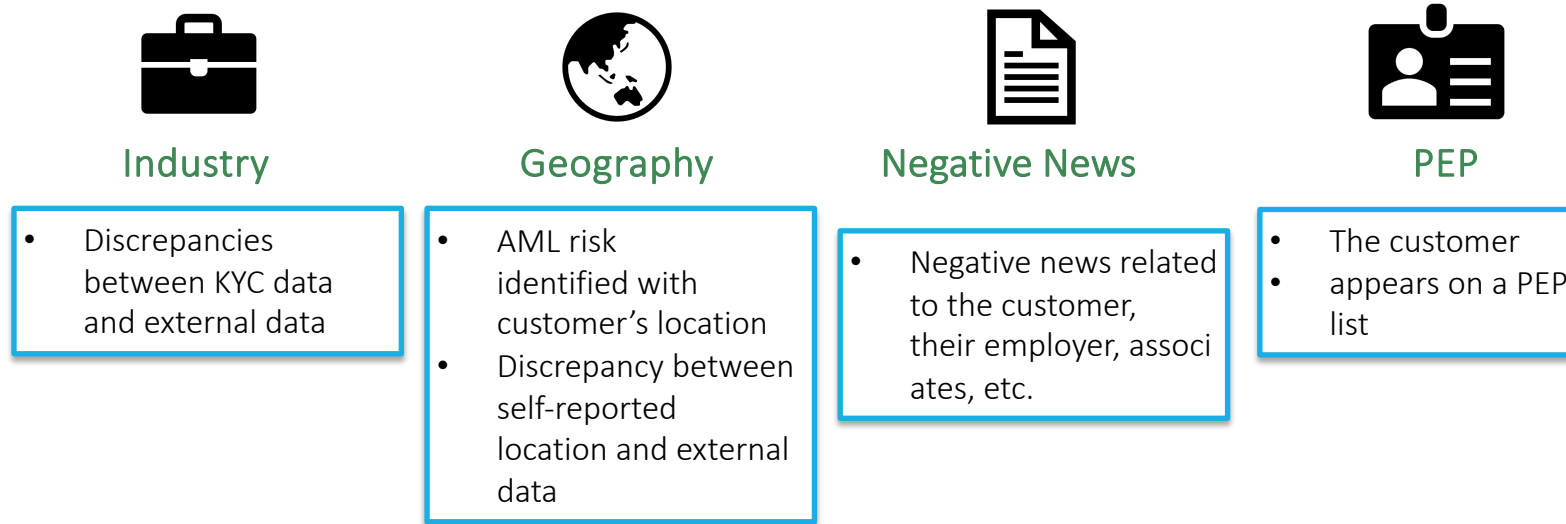 Industry
• Discrepancies
between KYC data
and external data
Geography
• AML risk
identified with
customer’s location
• Discrepancy between
self-reported
location and external
data
Negative News
• Negative news related
to the customer,
their employer, associ
ates, etc.
PEP
• The customer
• appears on a PEP
list